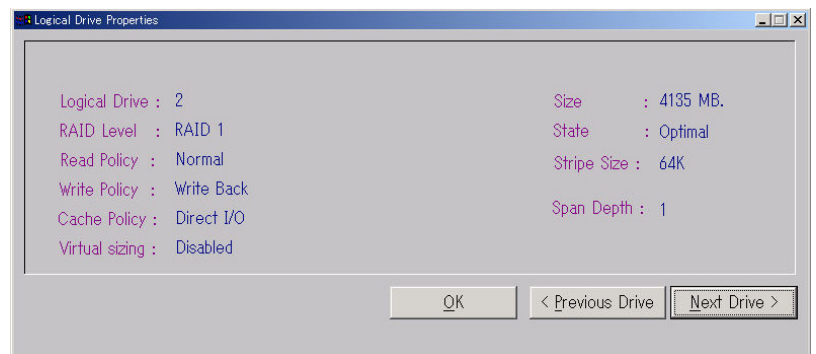 Logical Drive Properties
Logical Drive : 2
RAID Level : RAID 1
Read Policy : Normal
Write Policy : Write Back
Cache Policy : Direct I/O
Virtual sizing : Disabled
Size : 4135 MB.
State : Optimal
Stripe Size : 64K
Span Depth : 1
OK
< Previous Drive
Next Drive >